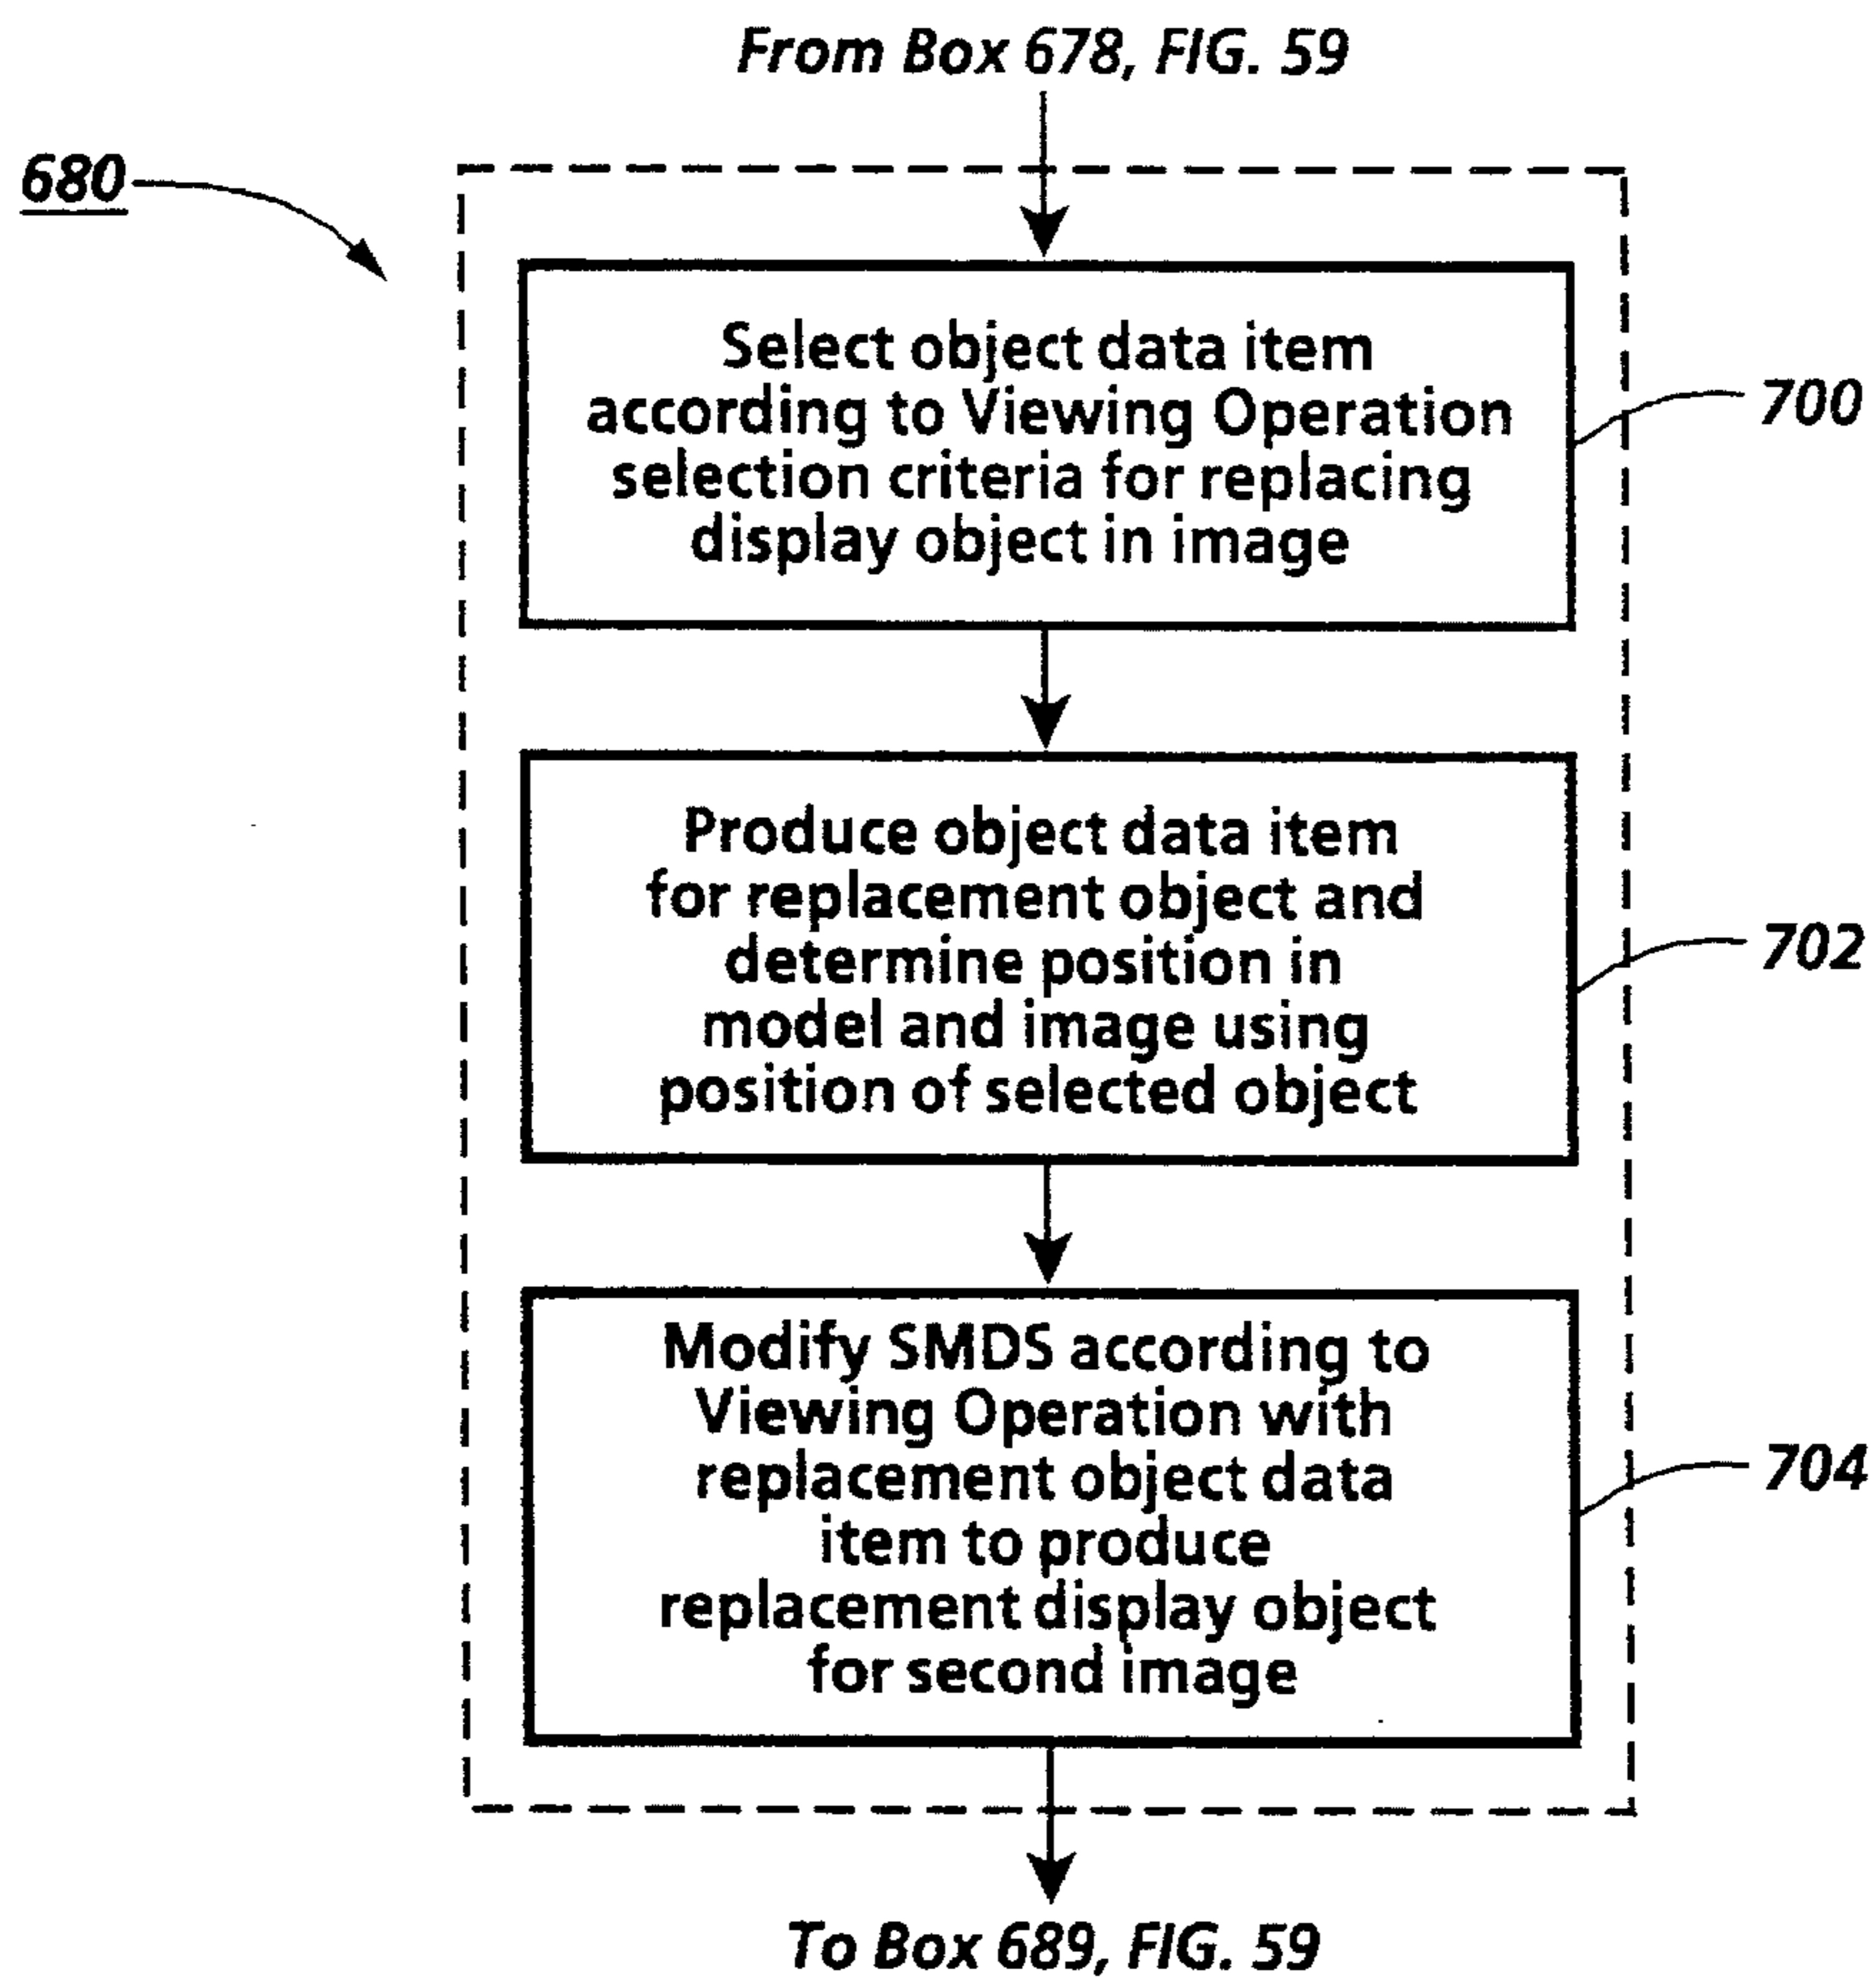 From Box 678, FIG. 59
680
Select object data item
according to Viewing Operation
selection criteria for replacing
display object in image
700
Produce object data item
for replacement object and
determine position in
model and image using
position of selected object
702
Modify SMDS according to
Viewing Operation with
replacement object data
item to produce
replacement display object
for second image
704
To Box 689, FIG. 59